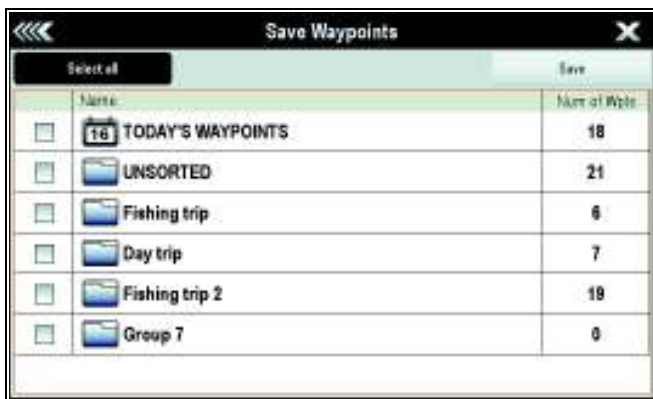 Save Waypoints
Select all Save
Name Num of Wpts
16 TODAY'S WAYPOINTS 18
UNSORTED 21
Fishing trip 6
Day trip 7
Fishing trip 2 19
Group 7 0